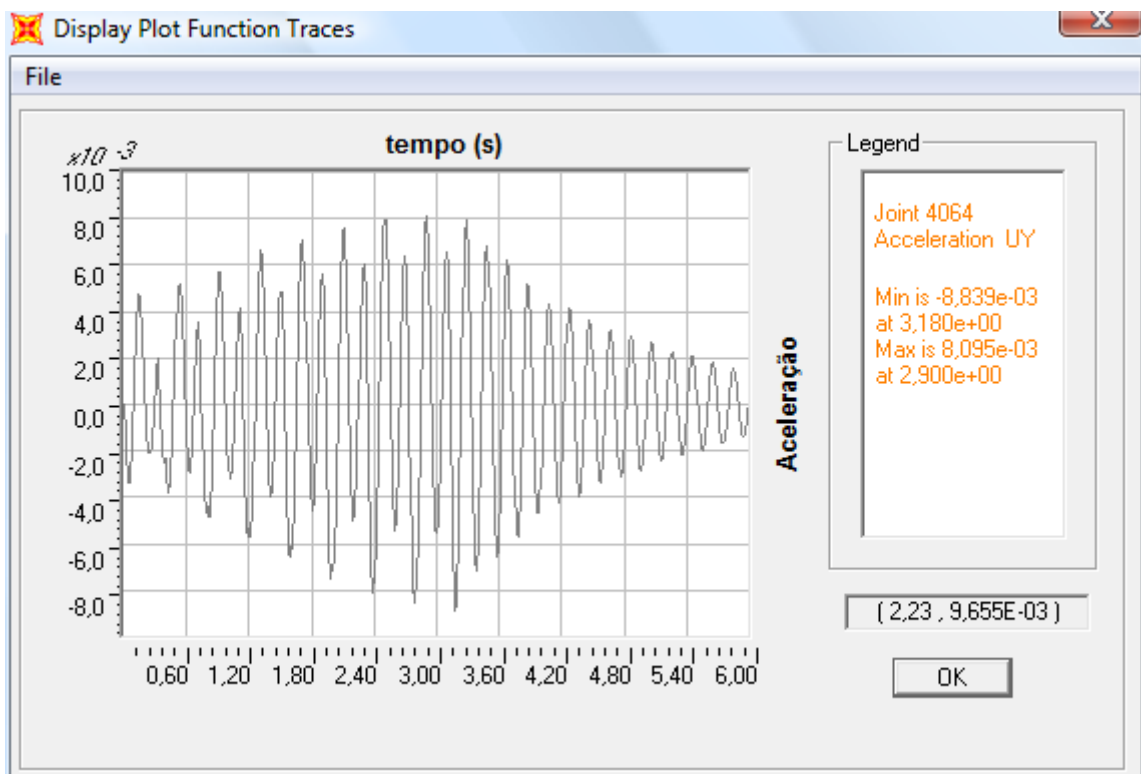 Display Plot Function Traces
File
tempo (s)
x10 -3
10,0
8,0
6,0
4,0
2,0
0,0
-2,0
-4,0
-6,0
-8,0
0,60 1,20 1,80 2,40 3,00 3,60 4,20 4,80 5,40 6,00
Aceleração
Legend
Joint 4064
Acceleration UY
Min is -8,839e-03
at 3,180e+00
Max is 8,095e-03
at 2,900e+00
( 2,23 , 9,655E-03 )
OK